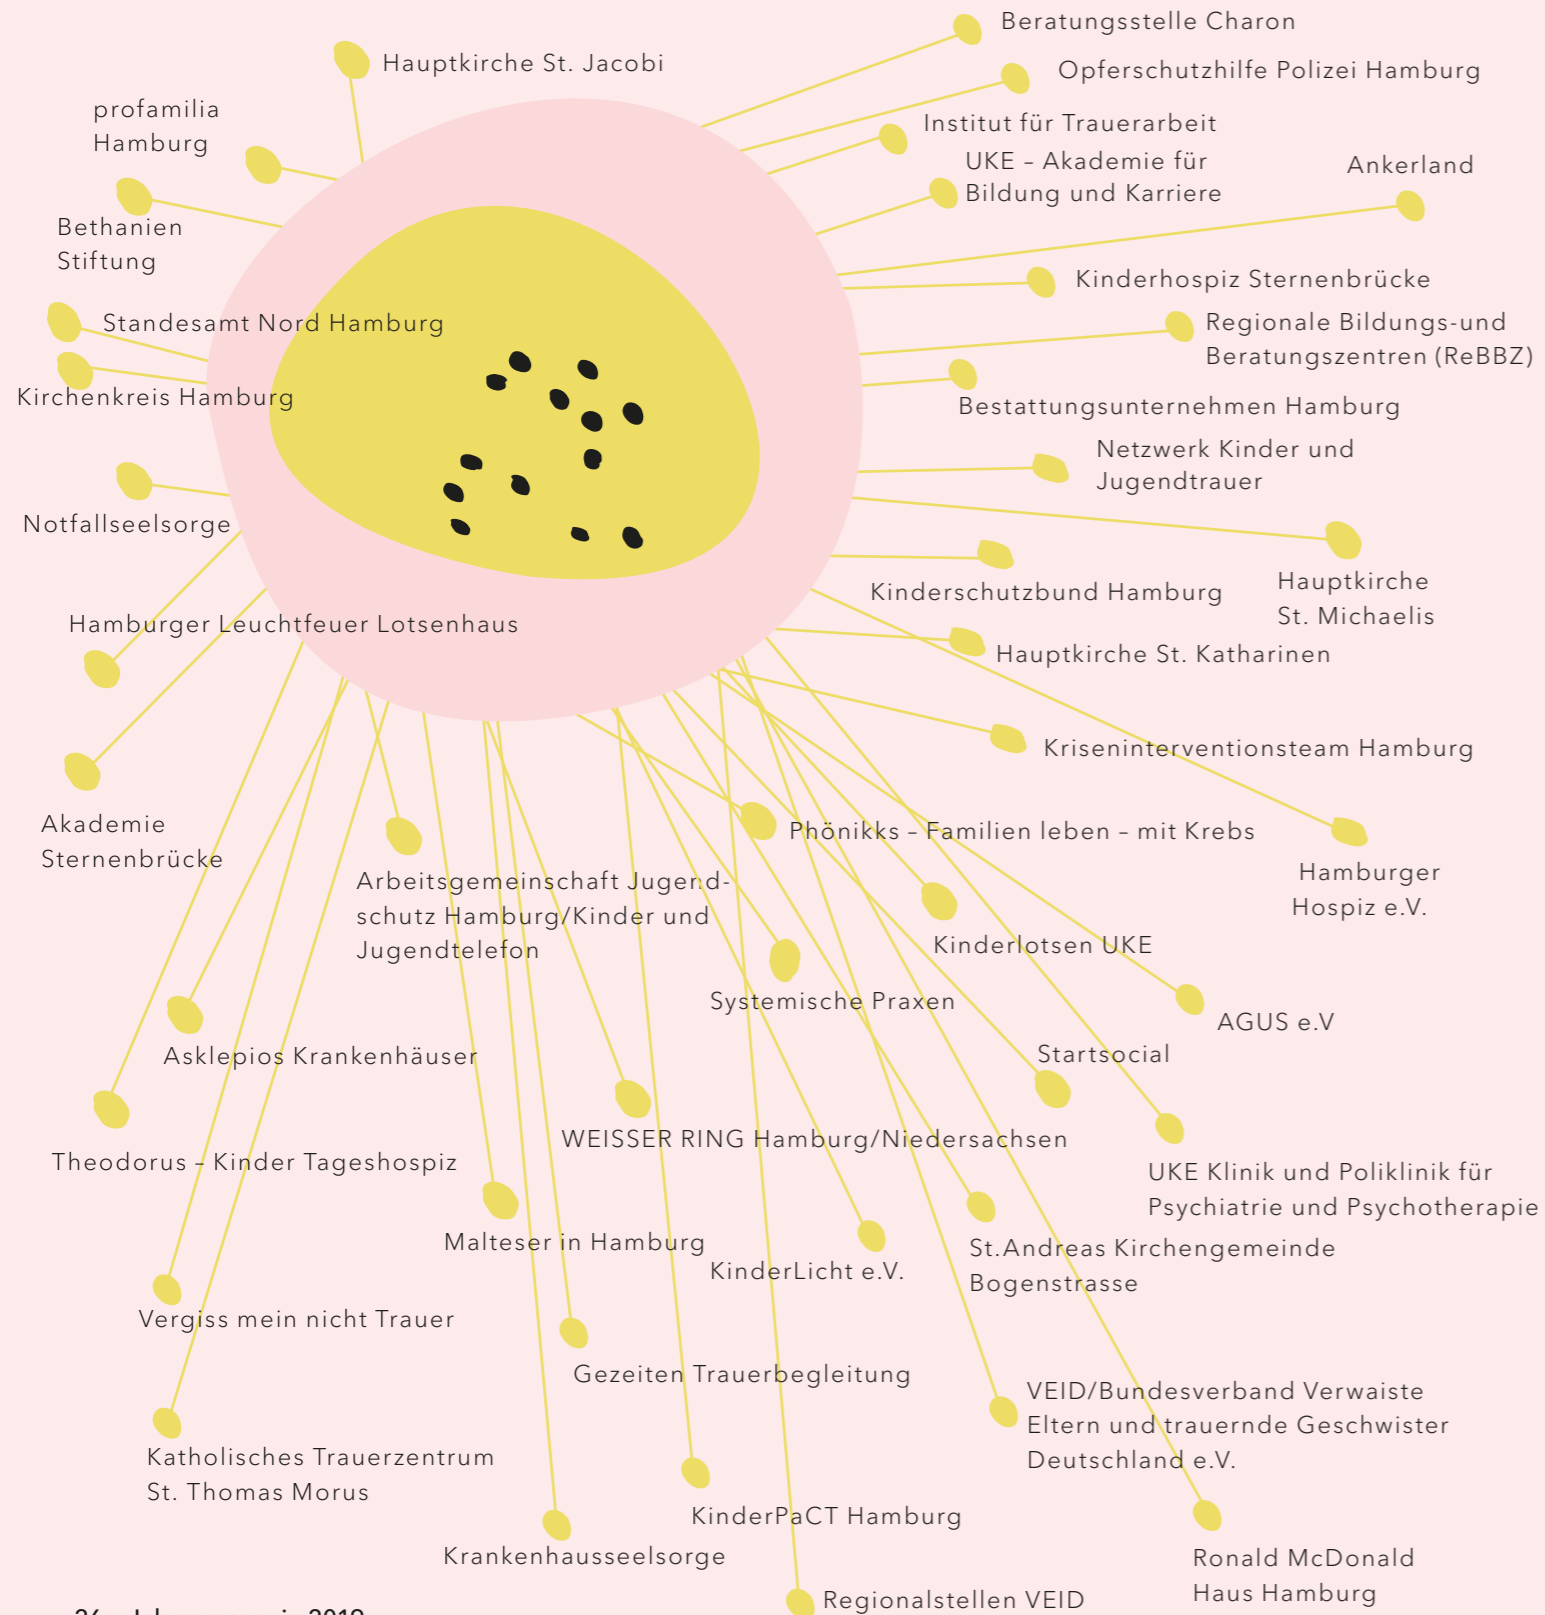 Beratungsstelle Charon
Hauptkirche St. Jacobi
Opferschutzhilfe Polizei Hamburg
profamilia
Hamburg
Institut für Trauerarbeit
UKE – Akademie für
Bildung und Karriere
Ankerland
Bethanien
Stiftung
Kinderhospiz Sternenbrücke
Standesamt Nord Hamburg
Regionale Bildungs-und
Beratungszentren (ReBBZ)
Kirchenkreis Hamburg
Bestattungsunternehmen Hamburg
Netzwerk Kinder und
Jugendtrauer
Notfallseelsorge
Kinderschutzbund Hamburg
Hauptkirche
St. Michaelis
Hamburger Leuchtfeuer Lotsenhaus
Hauptkirche St. Katharinen
Kriseninterventionsteam Hamburg
Akademie
Sternenbrücke
Phönikks – Familien leben – mit Krebs
Hamburger
Hospiz e.V.
Arbeitsgemeinschaft Jugend-
schutz Hamburg/Kinder und
Jugendtelefon
Kinderlotsen UKE
Systemische Praxen
AGUS e.V
Asklepios Krankenhäuser
Startsocial
WEISSER RING Hamburg/Niedersachsen
Theodorus – Kinder Tageshospiz
UKE Klinik und Poliklinik für
Psychiatrie und Psychotherapie
Malteser in Hamburg
KinderLicht e.V.
St.Andreas Kirchengemeinde
Bogenstrasse
Vergiss mein nicht Trauer
Gezeiten Trauerbegleitung
VEID/Bundesverband Verwaiste
Eltern und trauernde Geschwister
Deutschland e.V.
Katholisches Trauerzentrum
St. Thomas Morus
KinderPaCT Hamburg
Krankenhausseelsorge
Ronald McDonald
Haus Hamburg
Regionalstellen VEID